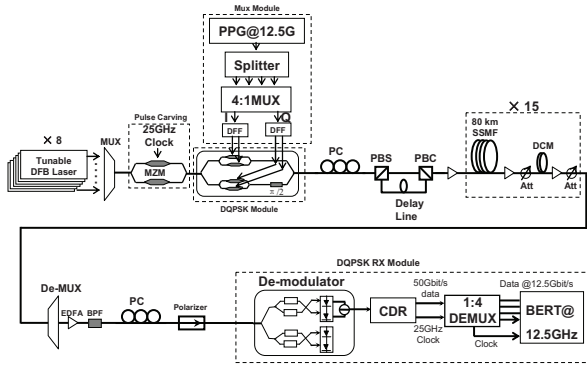 Mux Module
PPG@12.5G
Splitter
4:1MUX
I
Q
DFF
DFF
Pulse Carving
25GHz
Clock
MZM
× 8
MUX
Tunable
DFB Laser
π/2
DQPSK Module
PC
PBS
PBC
Delay
Line
× 15
80 km
SSMF
DCM
Att
Att
De-MUX
EDFA
BPF
PC
Polarizer
DQPSK RX Module
De-modulator
CDR
50Gbit/s
data
25GHz
Clock
1:4
DEMUX
Data @12.5Gbit/s
Clock
BERT@
12.5GHz